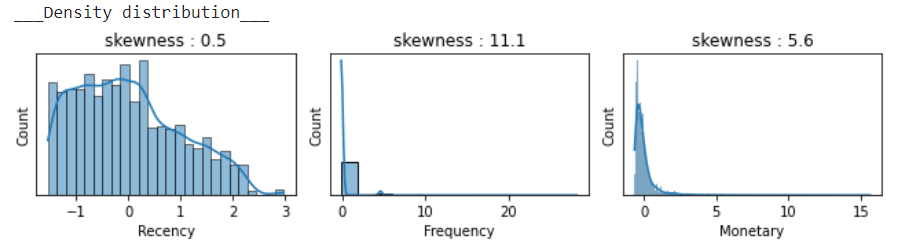 ___Density distribution___
skewness : 0.5
skewness : 11.1
skewness : 5.6
Count
Count
Count
−1 0 1 2 3
0 10 20
0 5 10 15
Recency
Frequency
Monetary